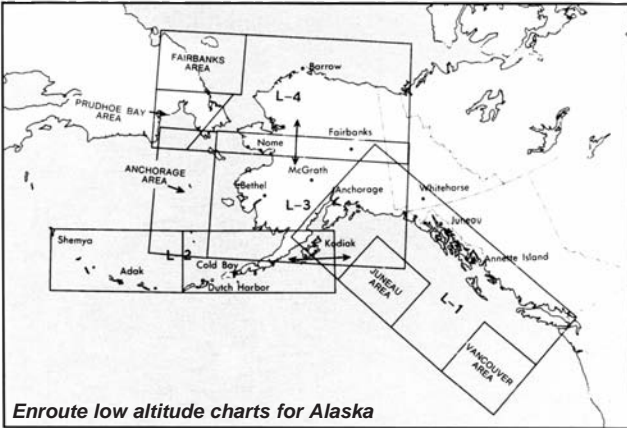 FAIRBANKS
AREA
Barrow
L-4
PRUDHOE BAY
AREA
Nome
Fairbanks
McGrath
ANCHORAGE
AREA
Bethel
Anchorage
Whitehorse
L-3
Juneau
Shemya
Kodiak
Annette Island
L-2
Cold Bay
Adak
Dutch Harbor
JUNEAU
AREA
L-1
VANCOUVER
AREA
Enroute low altitude charts for Alaska